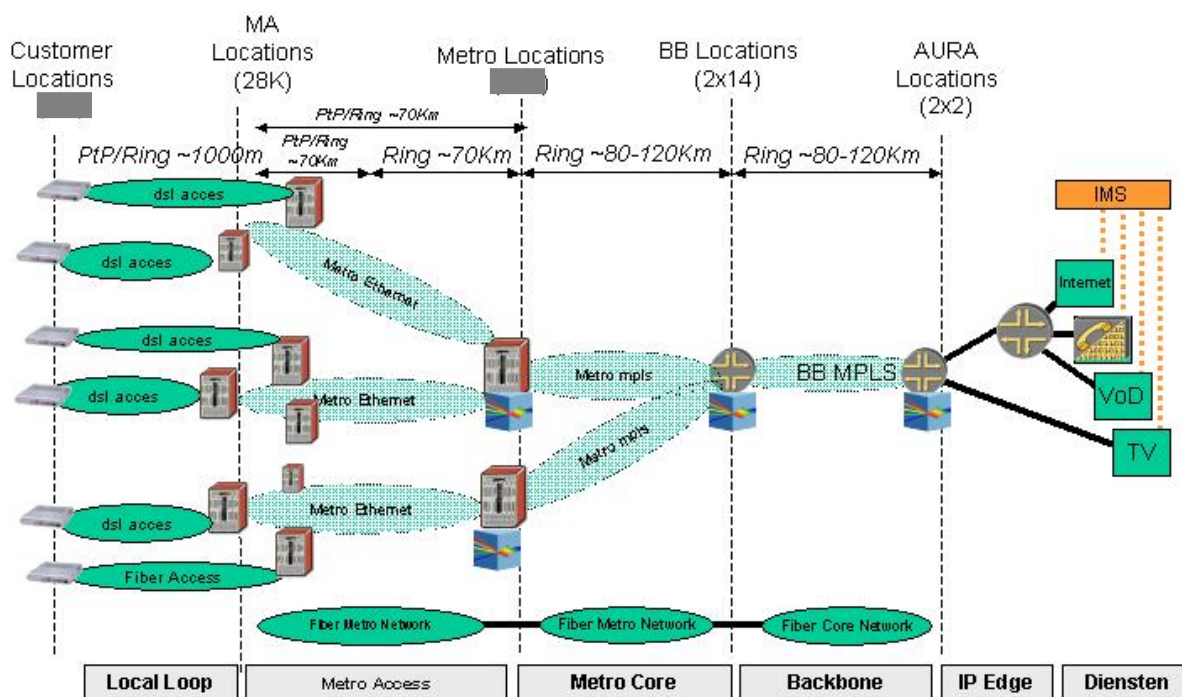 MA
Locations
(28K)
Customer
Locations
Metro Locations
BB Locations
(2x14)
AURA
Locations
(2x2)
PtP/Ring ~70Km
PtP/Ring ~1000m
PtP/Ring
~70Km
Ring ~70Km
Ring ~80-120Km
Ring ~80-120Km
dsl acces
dsl acces
Metro Ethernet
dsl acces
dsl acces
Metro Ethernet
Metro mpls
BB MPLS
Metro mpls
dsl acces
Metro Ethernet
Fiber Access
IMS
Internet
VoD
TV
Fiber Metro Network
Fiber Metro Network
Fiber Core Network
Local Loop
Metro Access
Metro Core
Backbone
IP Edge
Diensten